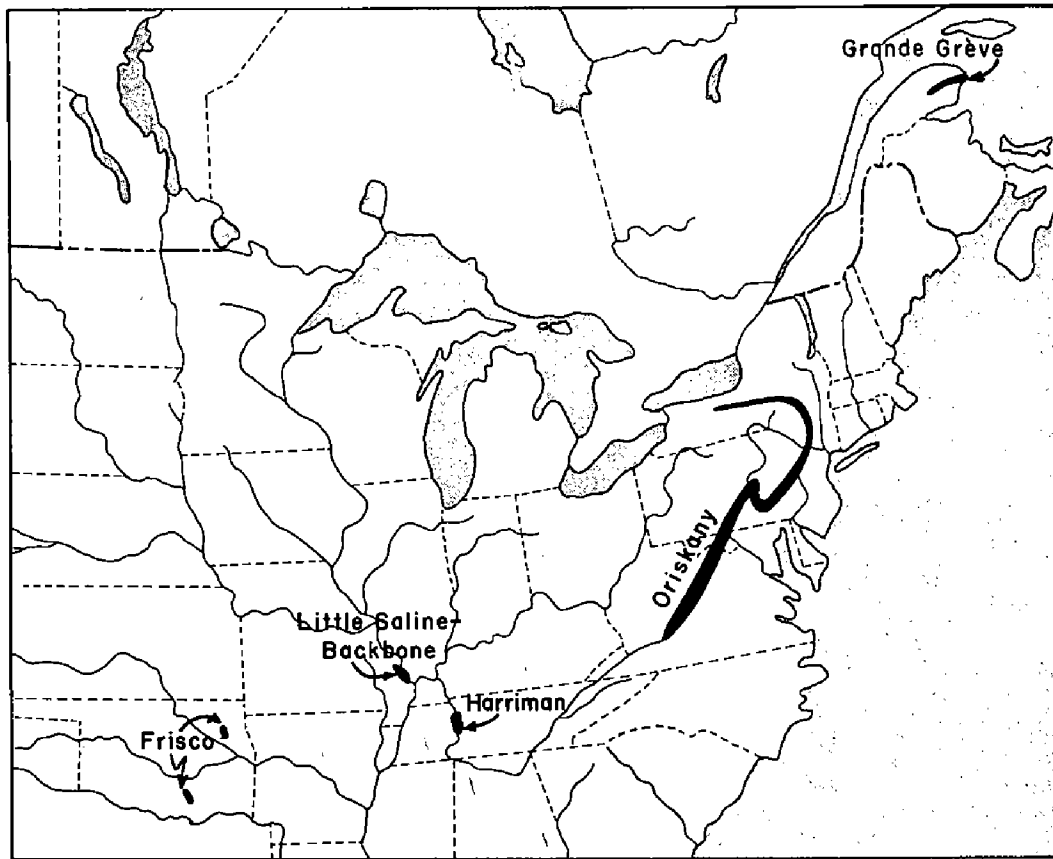 Grande Grève
Oriskany
Little Saline-
Backbone
Harriman
Frisco